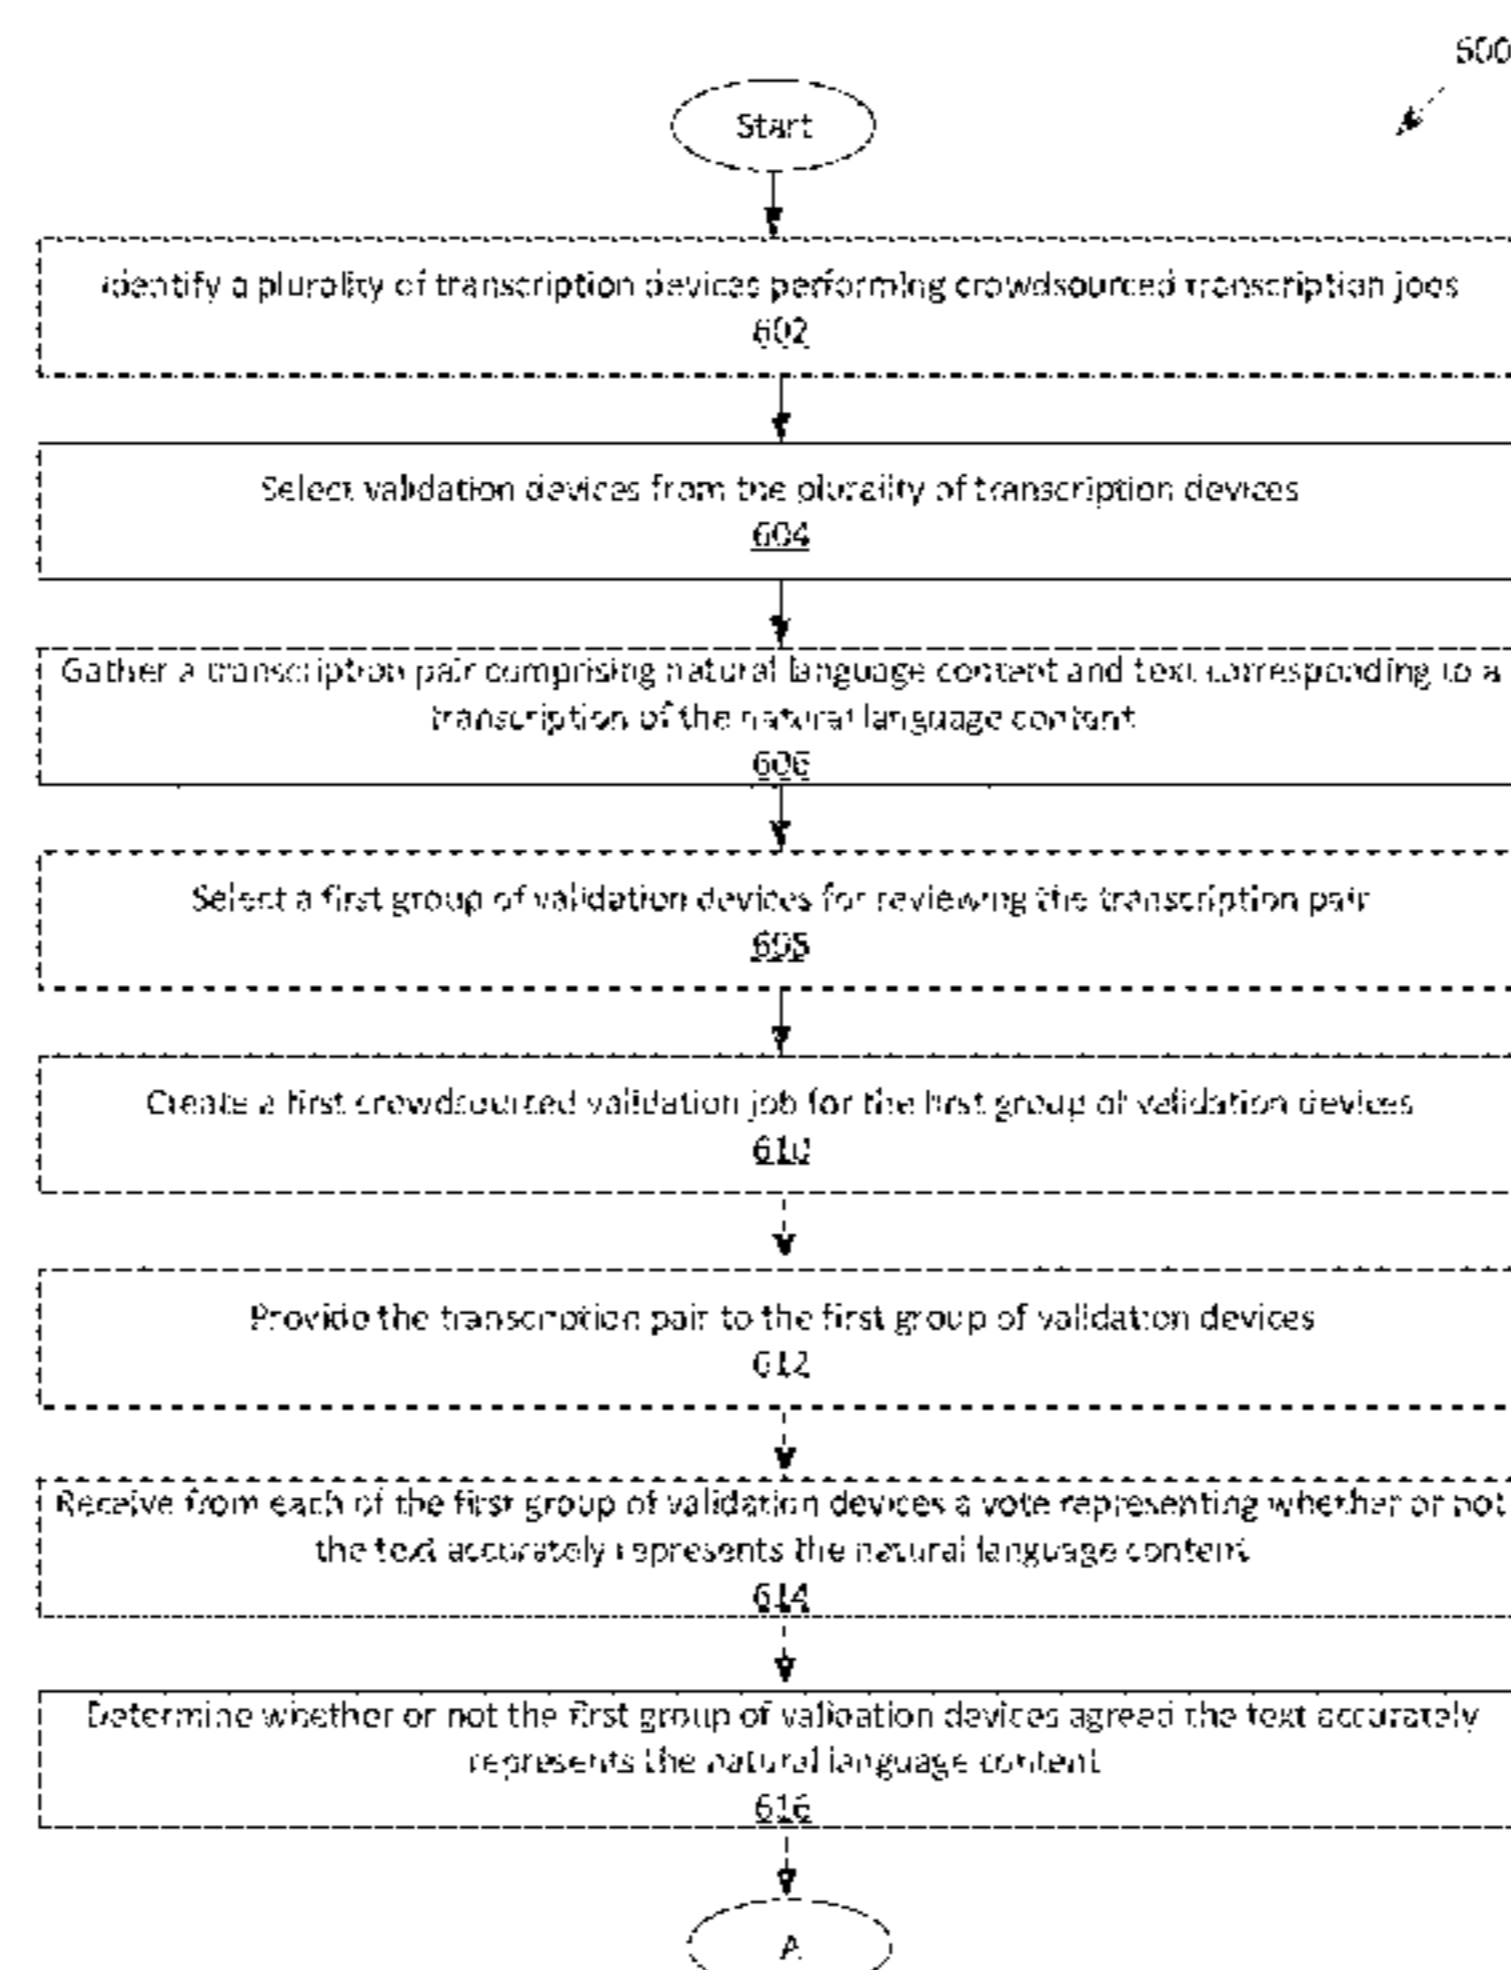 600
Start
Identify a plurality of transcription devices performing crowdsourced transcription jobs
602
Select validation devices from the plurality of transcription devices
604
Gather a transcription pair comprising natural language content and text corresponding to a
transcription of the natural language content
606
Select a first group of validation devices for reviewing the transcription pair
608
Create a first crowdsourced validation job for the first group of validation devices
610
Provide the transcription pair to the first group of validation devices
612
Receive from each of the first group of validation devices a vote representing whether or not
the text accurately represents the natural language content
614
Determine whether or not the first group of validation devices agreed the text accurately
represents the natural language content
616
A